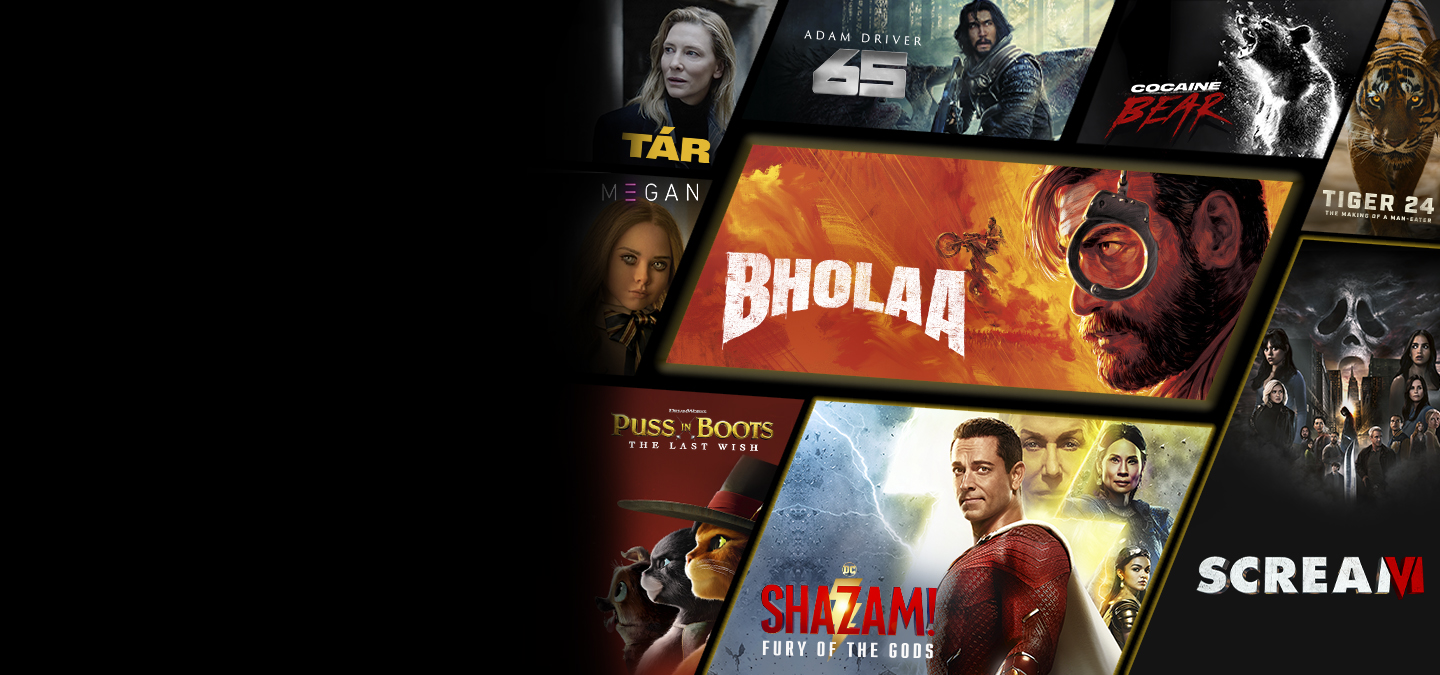 TÁR
ADAM DRIVER
65
COCAINE
BEAR
TIGER 24
THE MAKING OF A MAN-EATER
MEGAN
BHOLAA
DREAMWORKS
PUSS IN BOOTS
THE LAST WISH
DC
SHAZAM!
FURY OF THE GODS
SCREAM VI